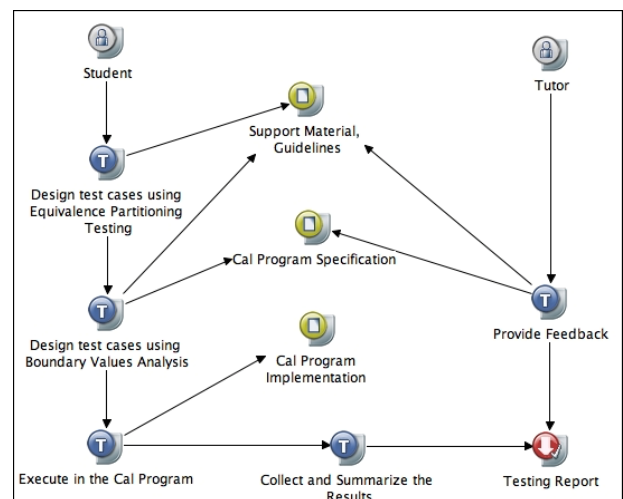 Student
Tutor
Support Material,
Guidelines
T
Design test cases using
Equivalence Partitioning
Testing
Cal Program Specification
T
Design test cases using
Boundary Values Analysis
T
Provide Feedback
Cal Program
Implementation
T
Execute in the Cal Program
T
Collect and Summarize the
Results
Testing Report